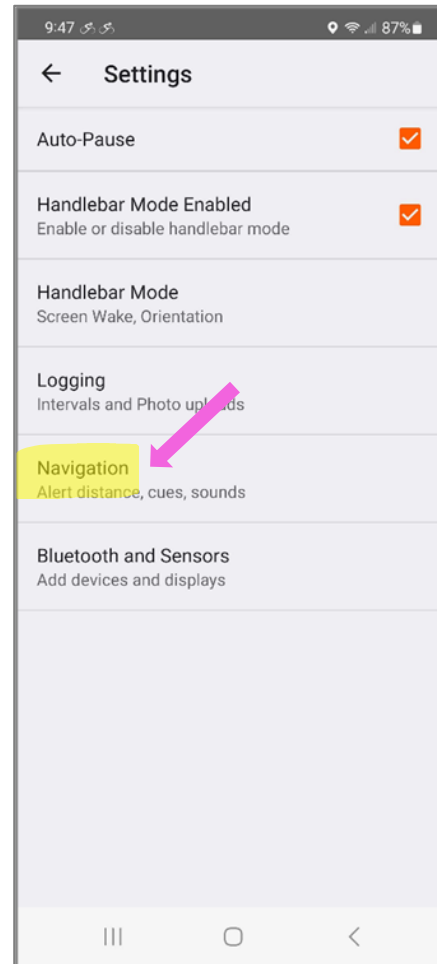 9:47 87%
Settings
Auto-Pause
Handlebar Mode Enabled
Enable or disable handlebar mode
Handlebar Mode
Screen Wake, Orientation
Logging
Intervals and Photo uploads
Navigation
Alert distance, cues, sounds
Bluetooth and Sensors
Add devices and displays